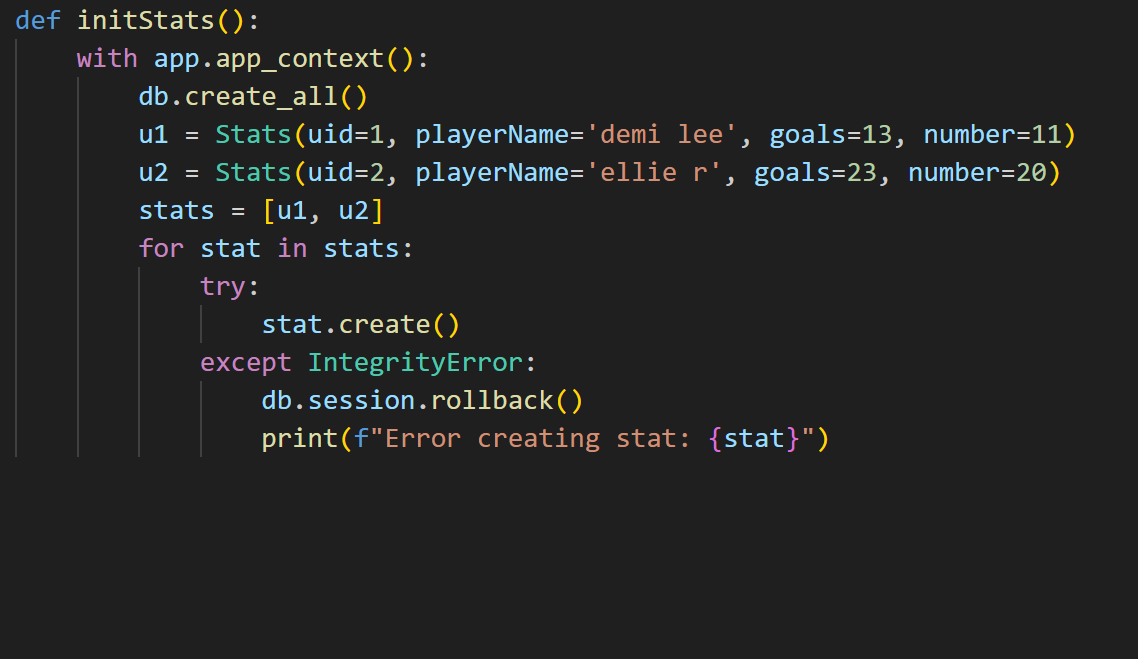 def initStats():
    with app.app_context():
        db.create_all()
        u1 = Stats(uid=1, playerName='demi lee', goals=13, number=11)
        u2 = Stats(uid=2, playerName='ellie r', goals=23, number=20)
        stats = [u1, u2]
        for stat in stats:
            try:
                stat.create()
            except IntegrityError:
                db.session.rollback()
                print(f"Error creating stat: {stat}")